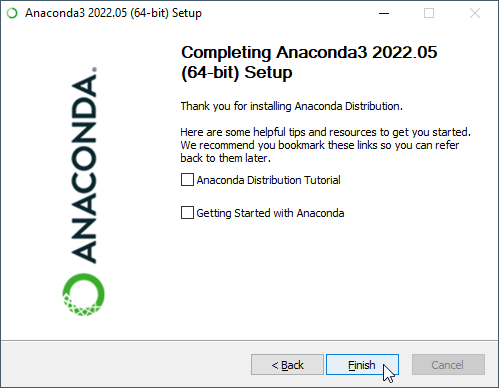 Anaconda3 2022.05 (64-bit) Setup
Completing Anaconda3 2022.05
(64-bit) Setup
ANACONDA.
Thank you for installing Anaconda Distribution.
Here are some helpful tips and resources to get you started.
We recommend you bookmark these links so you can refer
back to them later.
Anaconda Distribution Tutorial
Getting Started with Anaconda
< Back
Finish
Cancel